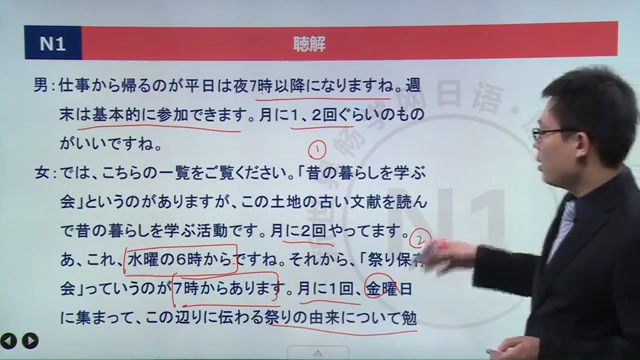 N1
聴解
男：仕事から帰るのが平日は夜7時以降になりますね。週
末は基本的に参加できます。月に1、2回ぐらいのもの
がいいですね。
①
女：では、こちらの一覧をご覧ください。「昔の暮らしを学ぶ
会」というのがありますが、この土地の古い文献を読ん
で昔の暮らしを学ぶ活動です。月に2回やってます。
②
あ、これ、水曜の6時からですね。それから、「祭り保存
会」っていうのが7時からあります。月に1回、金曜日
に集まって、この辺りに伝わる祭りの由来について勉